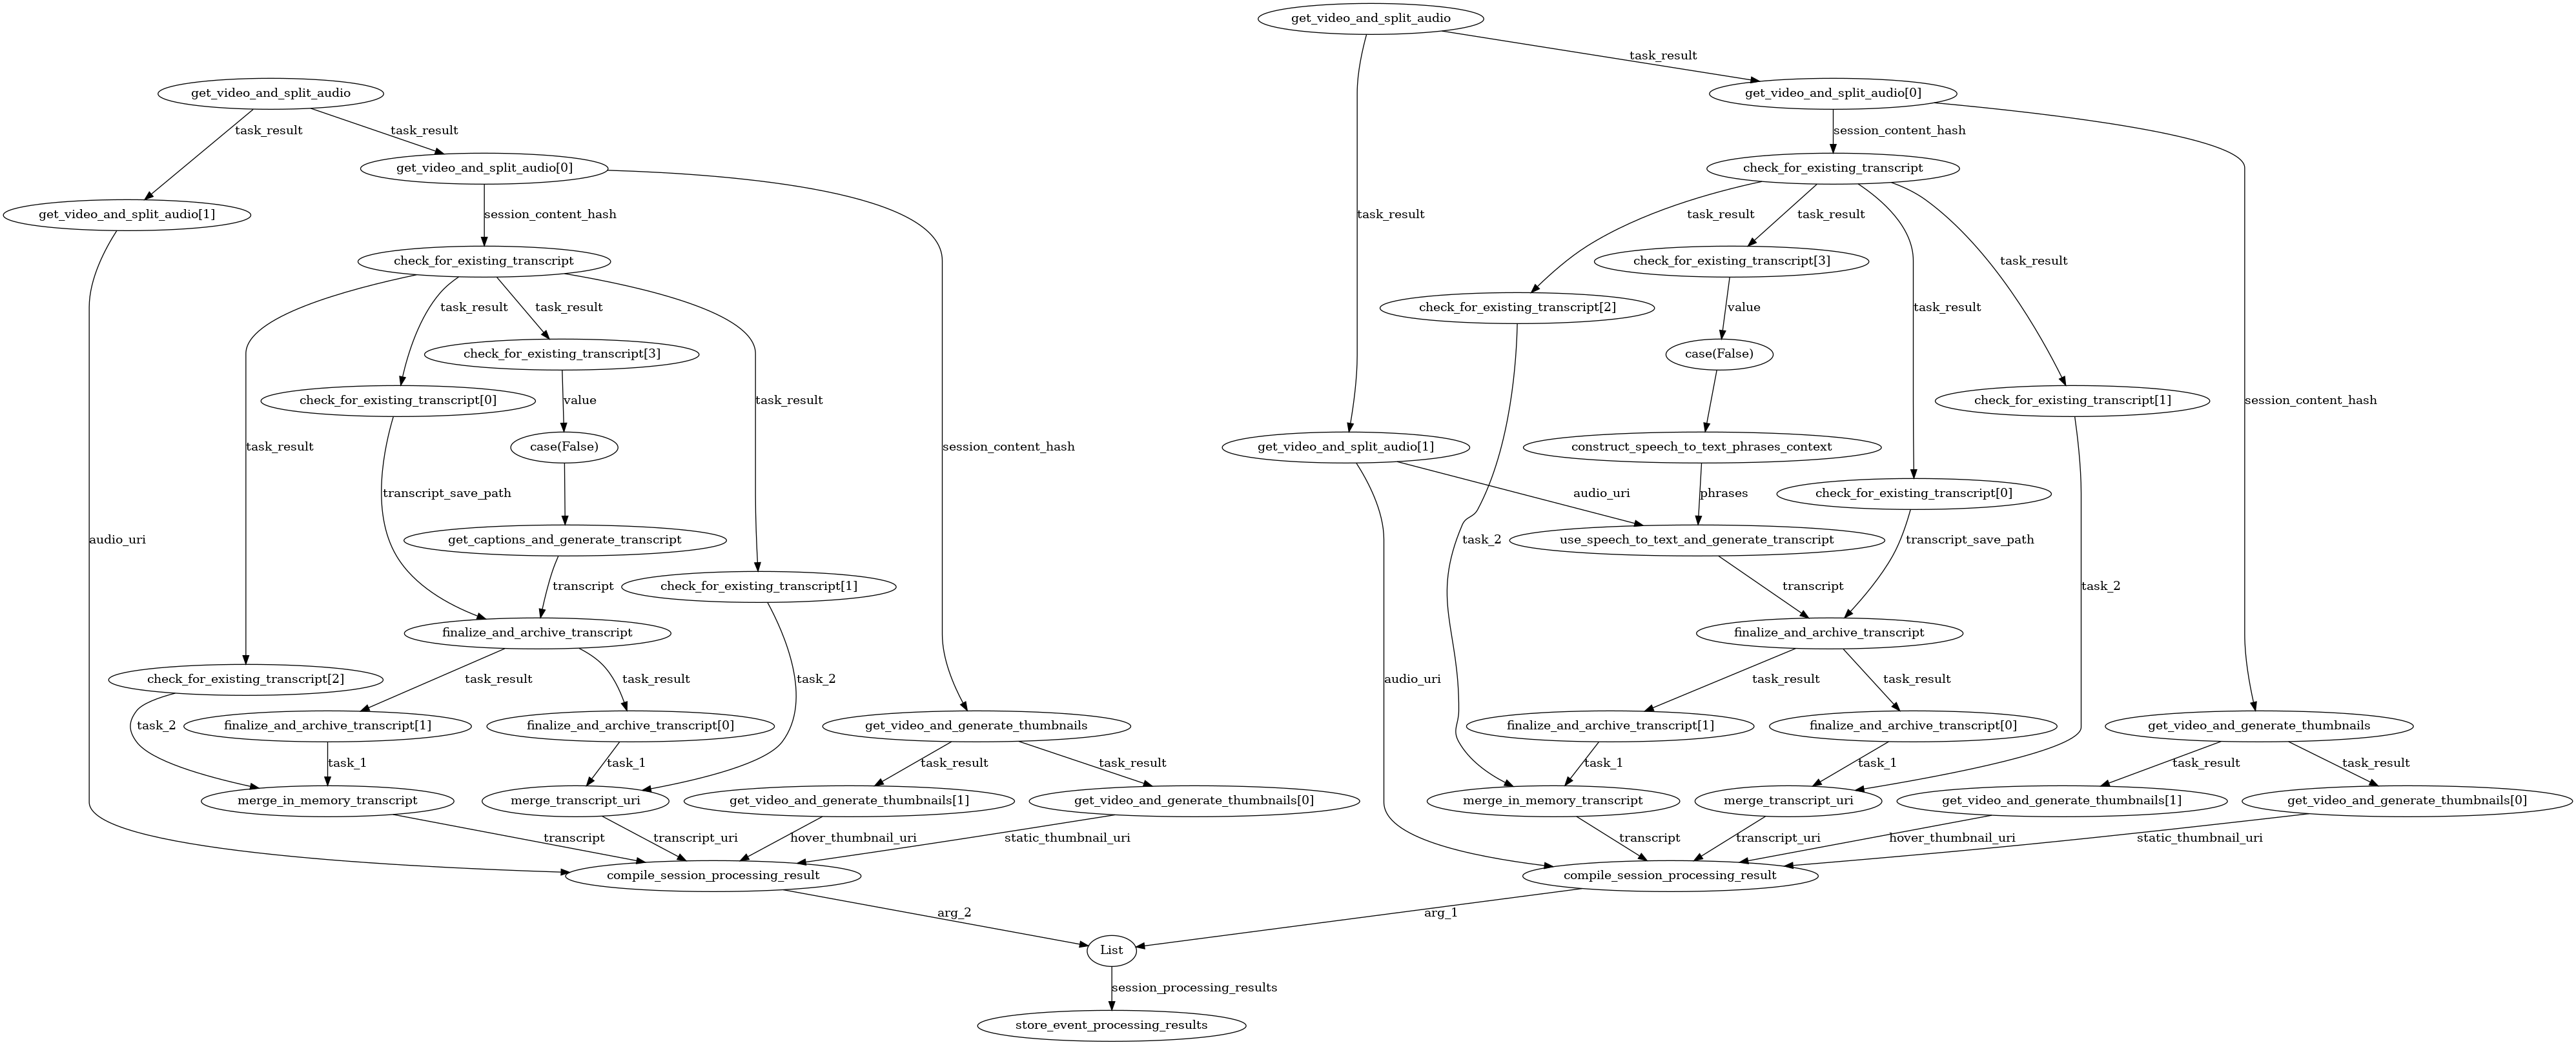 get_video_and_split_audio
task_result
get_video_and_split_audio
get_video_and_split_audio[0]
task_result
task_result
session_content_hash
get_video_and_split_audio[0]
check_for_existing_transcript
get_video_and_split_audio[1]
session_content_hash
task_result
task_result
task_result
check_for_existing_transcript
check_for_existing_transcript[3]
task_result
task_result
task_result
check_for_existing_transcript[2]
value
task_result
check_for_existing_transcript[3]
case(False)
check_for_existing_transcript[0]
value
task_result
check_for_existing_transcript[1]
session_content_hash
task_result
case(False)
session_content_hash
get_video_and_split_audio[1]
construct_speech_to_text_phrases_context
transcript_save_path
audio_uri
phrases
check_for_existing_transcript[0]
audio_uri
get_captions_and_generate_transcript
task_2
use_speech_to_text_and_generate_transcript
transcript_save_path
transcript
check_for_existing_transcript[1]
transcript
task_2
finalize_and_archive_transcript
finalize_and_archive_transcript
check_for_existing_transcript[2]
task_result
task_result
task_2
audio_uri
task_result
task_result
task_2
finalize_and_archive_transcript[1]
finalize_and_archive_transcript[0]
get_video_and_generate_thumbnails
finalize_and_archive_transcript[1]
finalize_and_archive_transcript[0]
get_video_and_generate_thumbnails
task_1
task_1
task_result
task_result
task_1
task_1
task_result
task_result
merge_in_memory_transcript
merge_transcript_uri
get_video_and_generate_thumbnails[1]
get_video_and_generate_thumbnails[0]
merge_in_memory_transcript
merge_transcript_uri
get_video_and_generate_thumbnails[1]
get_video_and_generate_thumbnails[0]
transcript
transcript_uri
hover_thumbnail_uri
static_thumbnail_uri
transcript
transcript_uri
hover_thumbnail_uri
static_thumbnail_uri
compile_session_processing_result
compile_session_processing_result
arg_2
arg_1
List
session_processing_results
store_event_processing_results